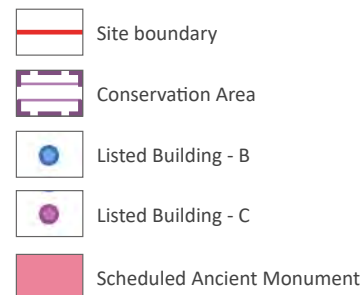 Site boundary
Conservation Area
Listed Building - B
Listed Building - C
Scheduled Ancient Monument